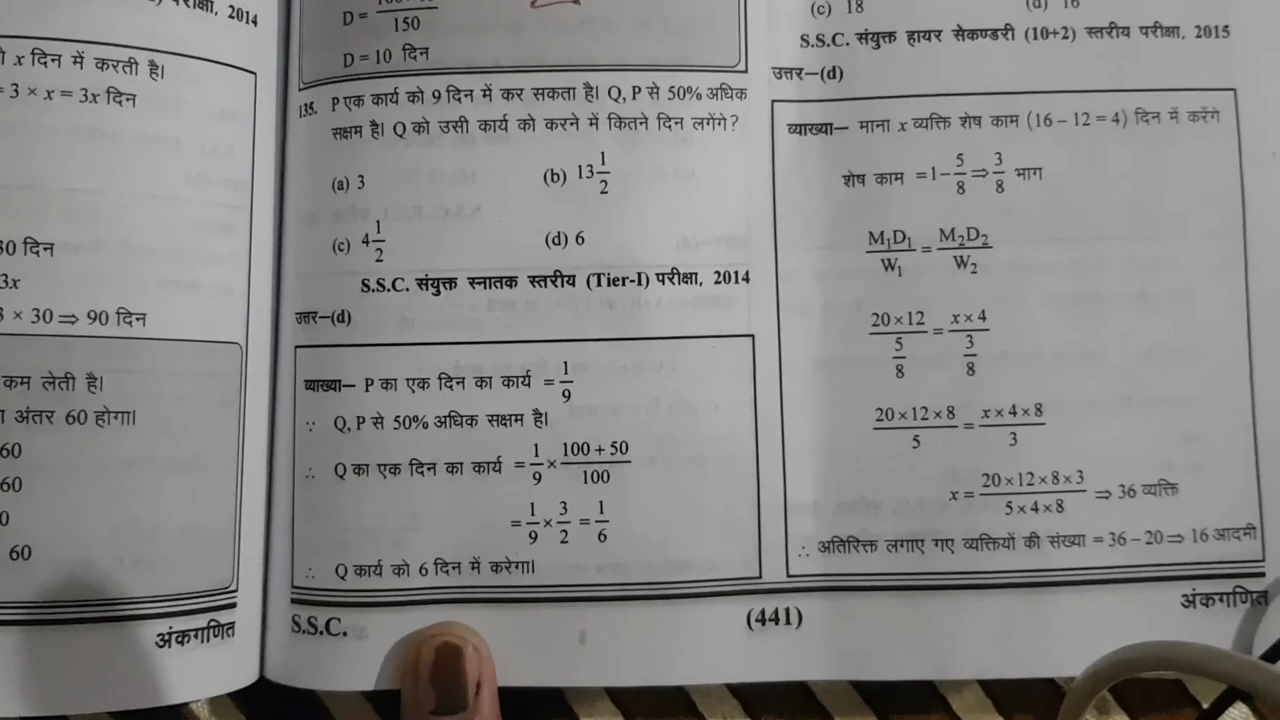 परीक्षा, 2014
x दिन में करती है।
= 3 × x = 3x दिन
30 दिन
3x
× 30 ⇒ 90 दिन
कम लेती है।
अंतर 60 होगा।
60
60
0
60
अंकगणित
D = 150
D = 10 दिन
135. P एक कार्य को 9 दिन में कर सकता है। Q, P से 50% अधिक
सक्षम है। Q को उसी कार्य को करने में कितने दिन लगेंगे?
(a) 3 (b) 13 1/2
(c) 4 1/2 (d) 6
S.S.C. संयुक्त स्नातक स्तरीय (Tier-I) परीक्षा, 2014
उत्तर–(d)
व्याख्या– P का एक दिन का कार्य = 1/9
∵ Q, P से 50% अधिक सक्षम है।
∴ Q का एक दिन का कार्य = 1/9 × (100 + 50)/100
= 1/9 × 3/2 = 1/6
∴ Q कार्य को 6 दिन में करेगा।
S.S.C.
(441)
(c) 18 (d) 16
S.S.C. संयुक्त हायर सेकण्डरी (10+2) स्तरीय परीक्षा, 2015
उत्तर–(d)
व्याख्या– माना x व्यक्ति शेष काम (16 – 12 = 4) दिन में करेंगे
शेष काम = 1 – 5/8 ⇒ 3/8 भाग
M₁D₁/W₁ = M₂D₂/W₂
(20×12)/(5/8) = (x×4)/(3/8)
(20×12×8)/5 = (x×4×8)/3
x = (20×12×8×3)/(5×4×8) ⇒ 36 व्यक्ति
∴ अतिरिक्त लगाए गए व्यक्तियों की संख्या = 36 – 20 ⇒ 16 आदमी
अंकगणित